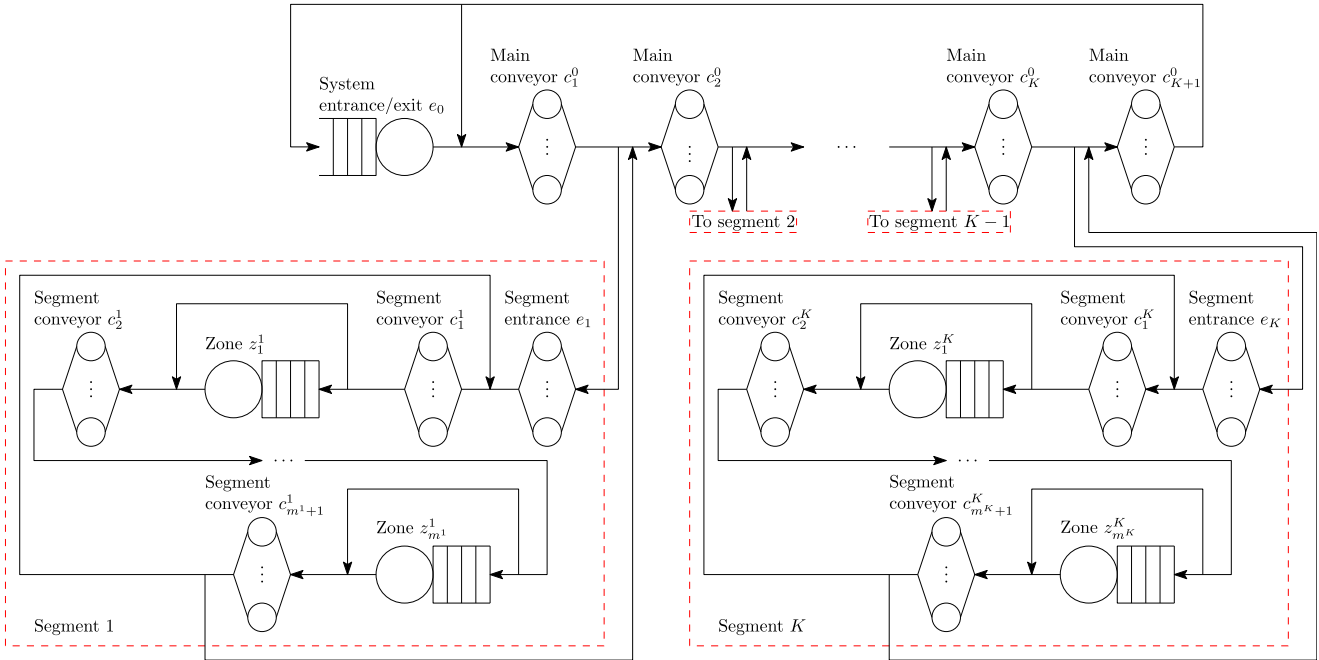 System
entrance/exit $e_0$
Main
conveyor $c_1^0$
Main
conveyor $c_2^0$
Main
conveyor $c_K^0$
Main
conveyor $c_{K+1}^0$
⋮
⋮
...
⋮
⋮
To segment 2
To segment $K-1$
Segment
conveyor $c_2^1$
Zone $z_1^1$
Segment
conveyor $c_1^1$
Segment
entrance $e_1$
⋮
⋮
⋮
...
Segment
conveyor $c_{m^1+1}^1$
Zone $z_{m^1}^1$
⋮
Segment 1
Segment
conveyor $c_2^K$
Zone $z_1^K$
Segment
conveyor $c_1^K$
Segment
entrance $e_K$
⋮
⋮
⋮
...
Segment
conveyor $c_{m^K+1}^K$
Zone $z_{m^K}^K$
⋮
Segment $K$